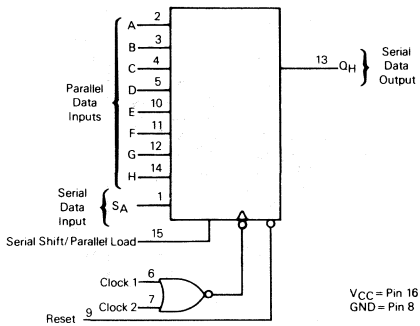 A 2
B 3
C 4
D 5
E 10
F 11
G 12
H 14
Parallel
Data
Inputs
Serial
Data
Input
SA 1
Serial Shift/Parallel Load 15
13 QH
Serial
Data
Output
Clock 1 6
Clock 2 7
Reset 9
VCC = Pin 16
GND = Pin 8